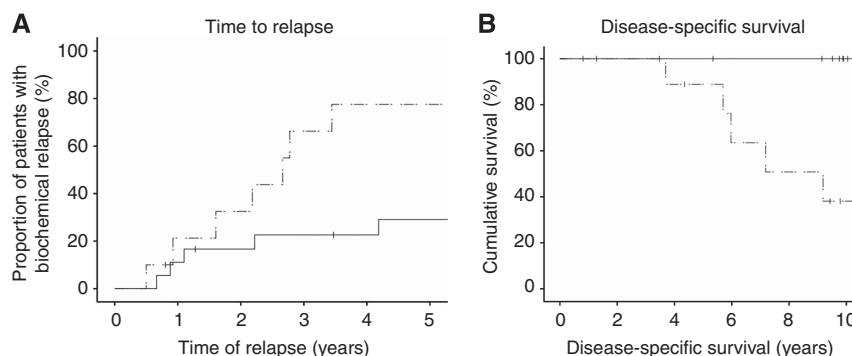 A
Time to relapse
Proportion of patients with
biochemical relapse (%)
100
80
60
40
20
0
0 1 2 3 4 5
Time of relapse (years)
B
Disease-specific survival
Cumulative survival (%)
100
80
60
40
20
0
0 2 4 6 8 10
Disease-specific survival (years)